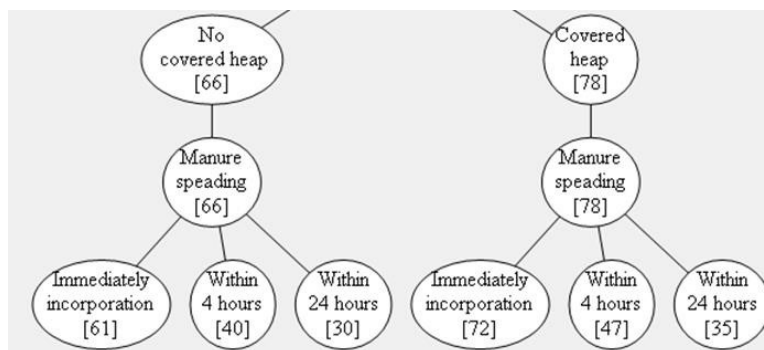 No
covered heap
[66]
Covered
heap
[78]
Manure
speading
[66]
Manure
speading
[78]
Immediately
incorporation
[61]
Within
4 hours
[40]
Within
24 hours
[30]
Immediately
incorporation
[72]
Within
4 hours
[47]
Within
24 hours
[35]